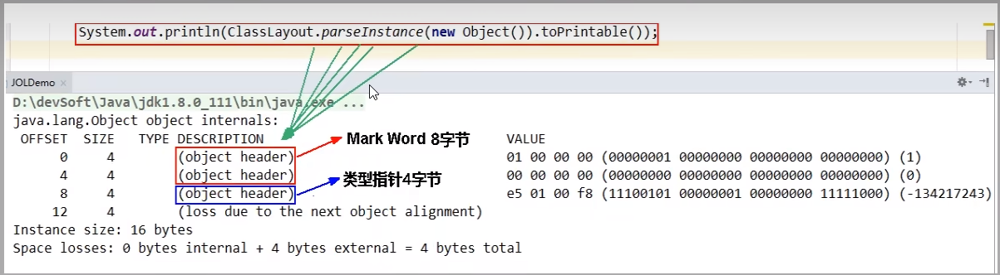 System.out.println(ClassLayout.parseInstance(new Object()).toPrintable());
JOLDemo ×
D:\devSoft\Java\jdk1.8.0_111\bin\java.exe ...
java.lang.Object object internals:
OFFSET SIZE TYPE DESCRIPTION VALUE
Mark Word 8字节
0 4 (object header) 01 00 00 00 (00000001 00000000 00000000 00000000) (1)
4 4 (object header) 00 00 00 00 (00000000 00000000 00000000 00000000) (0)
类型指针4字节
8 4 (object header) e5 01 00 f8 (11100101 00000001 00000000 11111000) (-134217243)
12 4 (loss due to the next object alignment)
Instance size: 16 bytes
Space losses: 0 bytes internal + 4 bytes external = 4 bytes total